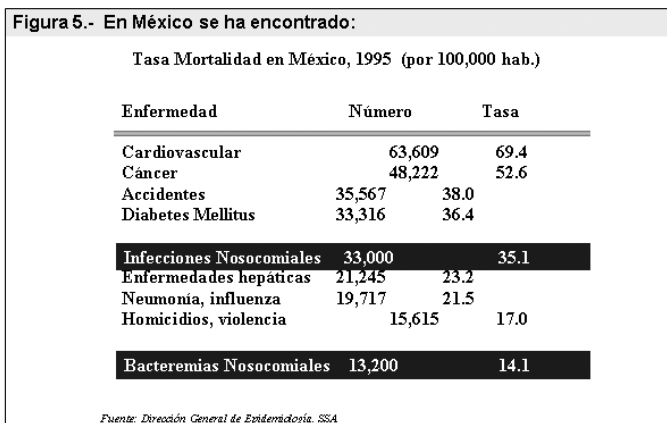 Figura 5.- En México se ha encontrado:
Tasa Mortalidad en México, 1995 (por 100,000 hab.)
Enfermedad Número Tasa
Cardiovascular 63,609 69.4
Cáncer 48,222 52.6
Accidentes 35,567 38.0
Diabetes Mellitus 33,316 36.4
Infecciones Nosocomiales 33,000 35.1
Enfermedades hepáticas 21,245 23.2
Neumonía, influenza 19,717 21.5
Homicidios, violencia 15,615 17.0
Bacteremias Nosocomiales 13,200 14.1
Fuente: Dirección General de Epidemiología. SSA